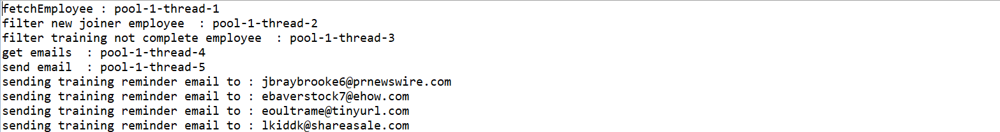 fetchEmployee : pool-1-thread-1
filter new joiner employee  : pool-1-thread-2
filter training not complete employee  : pool-1-thread-3
get emails  : pool-1-thread-4
send email  : pool-1-thread-5
sending training reminder email to : jbraybrooke6@prnewswire.com
sending training reminder email to : ebaverstock7@ehow.com
sending training reminder email to : eoultrame@tinyurl.com
sending training reminder email to : lkiddk@shareasale.com